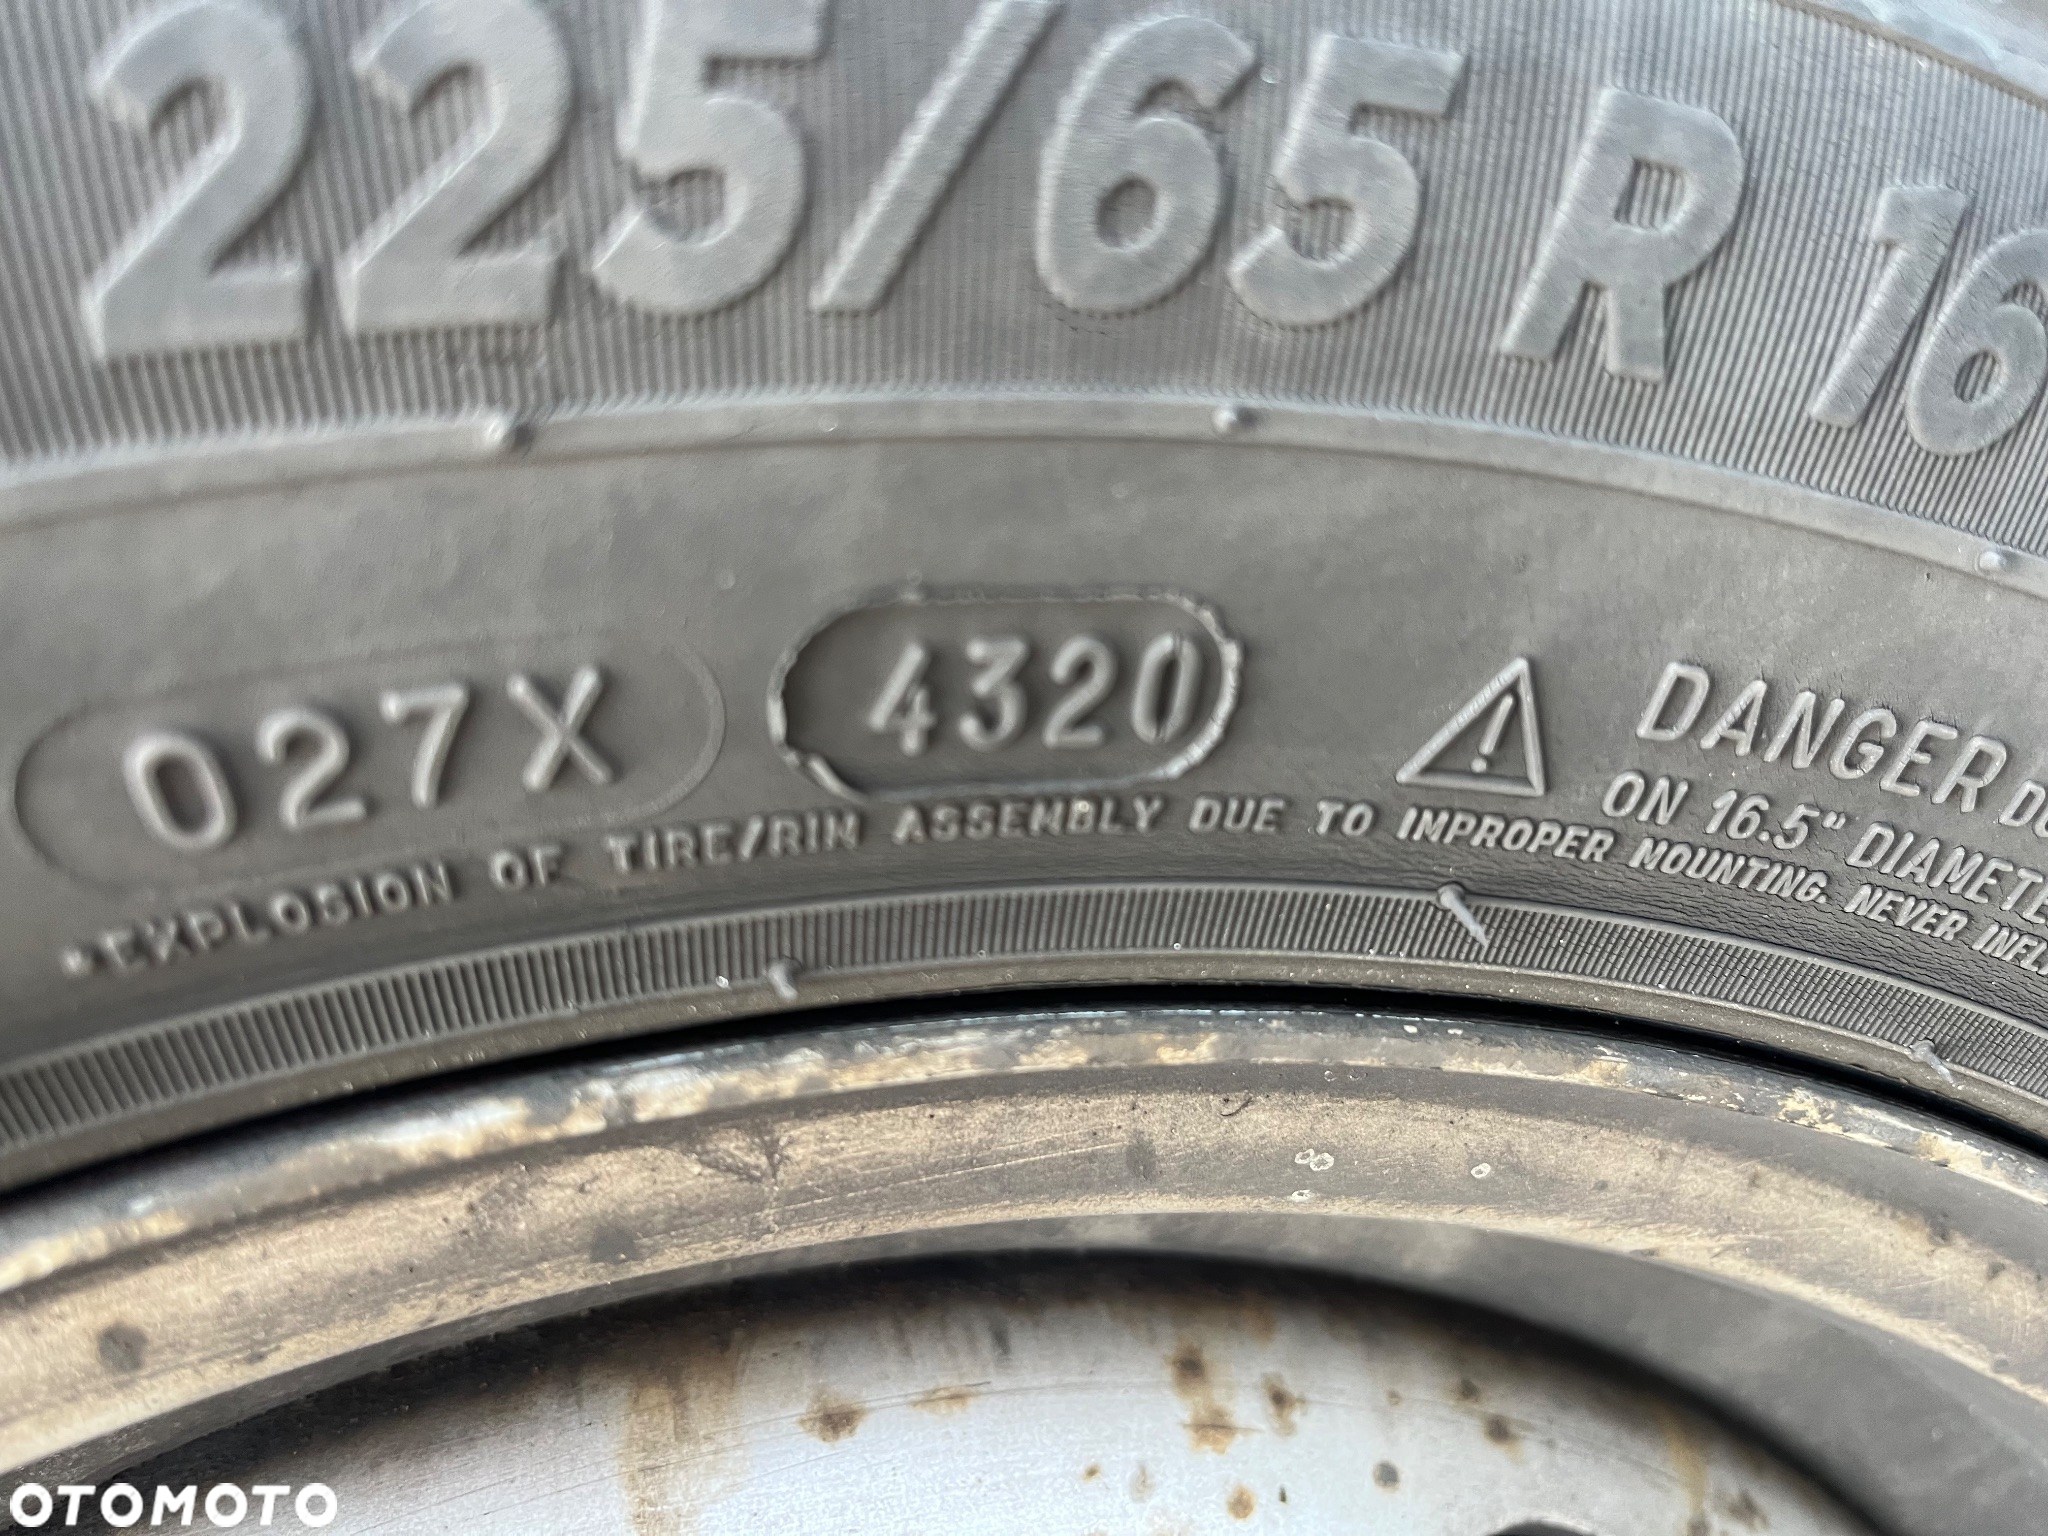 225/65 R 16
027X 4320
DANGER
ON 16.5" DIAMETE
*EXPLOSION OF TIRE/RIM ASSEMBLY DUE TO IMPROPER MOUNTING. NEVER INFL
OTOMOTO